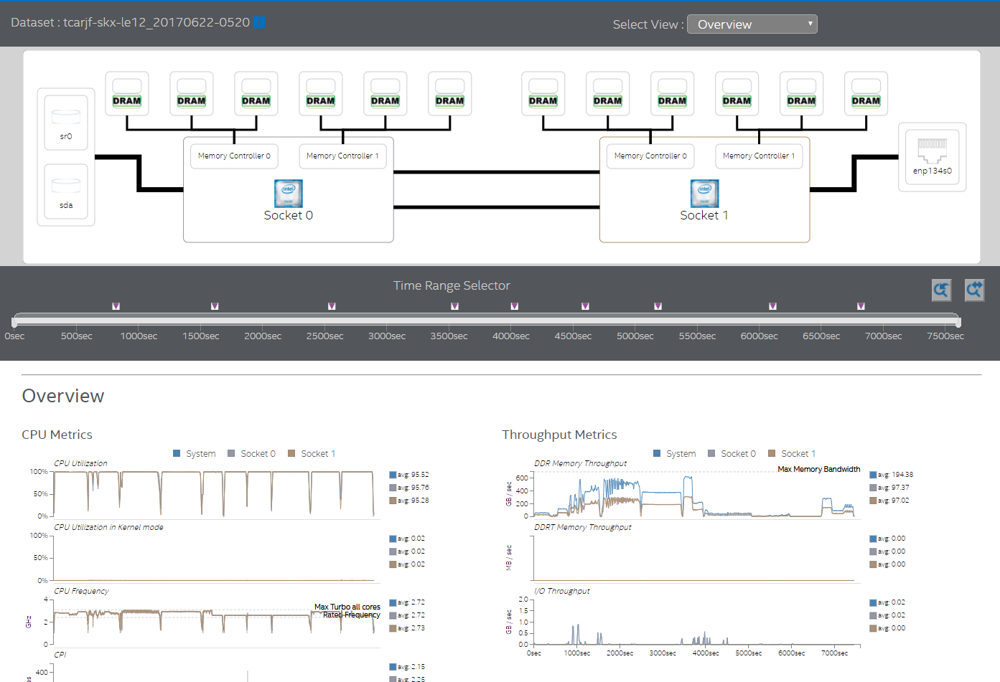 Dataset : tcarjf-skx-le12_20170622-0520
Select View : Overview
DRAM DRAM DRAM DRAM DRAM DRAM DRAM DRAM DRAM DRAM DRAM DRAM
sr0
sda
Memory Controller 0 Memory Controller 1
Memory Controller 0 Memory Controller 1
enp134s0
intel
Socket 0
intel
Socket 1
Time Range Selector
0sec 500sec 1000sec 1500sec 2000sec 2500sec 3000sec 3500sec 4000sec 4500sec 5000sec 5500sec 6000sec 6500sec 7000sec 7500sec
Overview
CPU Metrics
System Socket 0 Socket 1
CPU Utilization
100%
50%
0%
avg: 95.52
avg: 95.76
avg: 95.28
CPU Utilization in Kernel mode
100%
50%
0%
avg: 0.02
avg: 0.02
avg: 0.02
CPU Frequency
GHz
4
2
0
Max Turbo all cores
Rated Frequency
avg: 2.72
avg: 2.72
avg: 2.73
CPI
400
avg: 2.15
avg: 2.25
Throughput Metrics
System Socket 0 Socket 1
DDR Memory Throughput
Max Memory Bandwidth
GB / sec
600
400
200
0
avg: 194.38
avg: 97.37
avg: 97.02
DDRT Memory Throughput
MB / sec
avg: 0.00
avg: 0.00
avg: 0.00
I/O Throughput
GB / sec
2.0
1.5
1.0
0.5
0.0
avg: 0.02
avg: 0.02
avg: 0.00
0sec 1000sec 2000sec 3000sec 4000sec 5000sec 6000sec 7000sec